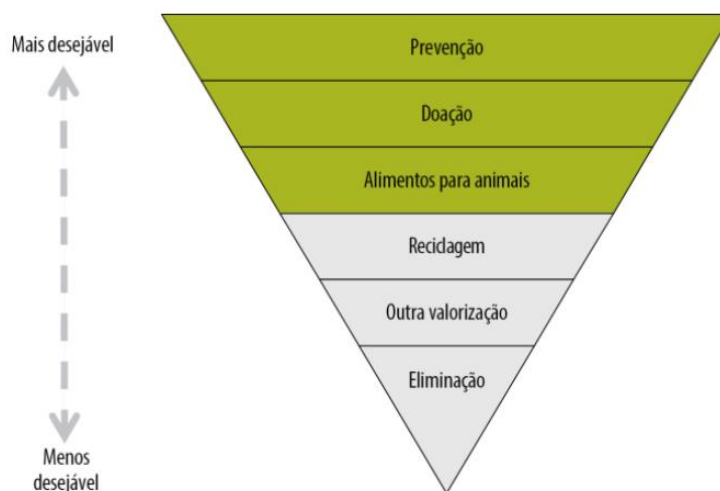 Mais desejável
Prevenção
Doação
Alimentos para animais
Reciclagem
Outra valorização
Eliminação
Menos
desejável